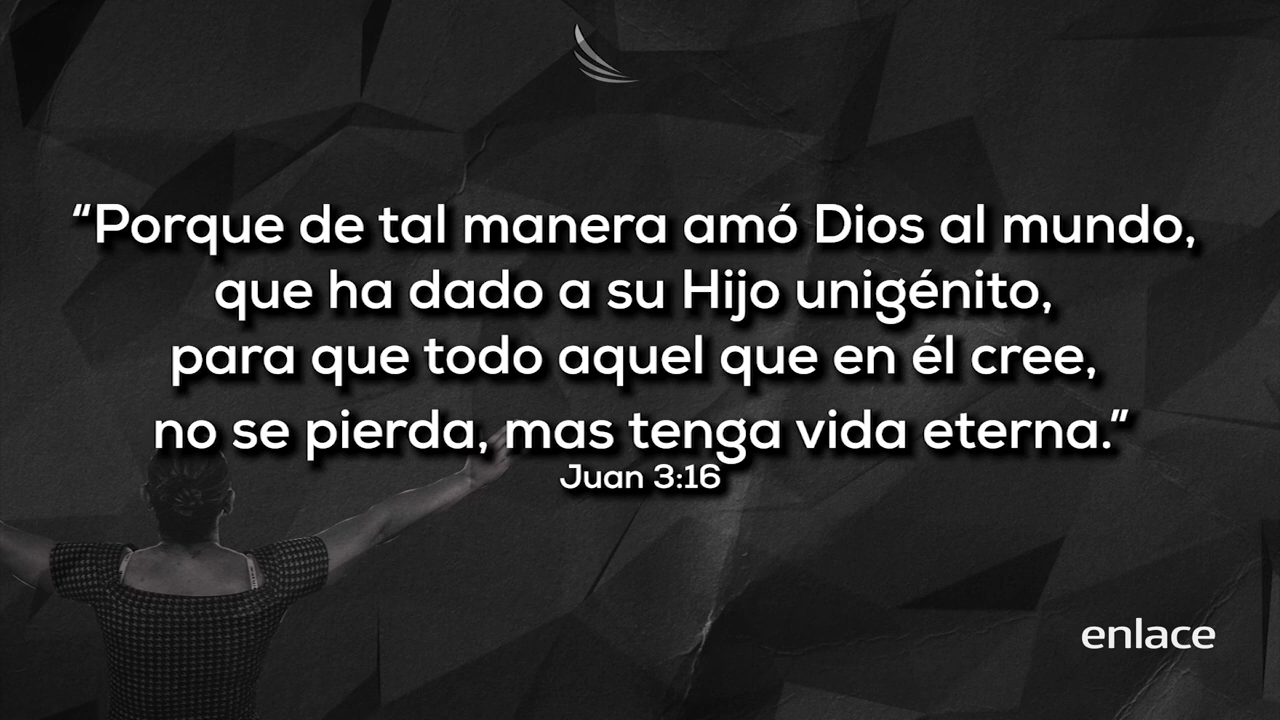 “Porque de tal manera amó Dios al mundo,
que ha dado a su Hijo unigénito,
para que todo aquel que en él cree,
no se pierda, mas tenga vida eterna.”
Juan 3:16
enlace